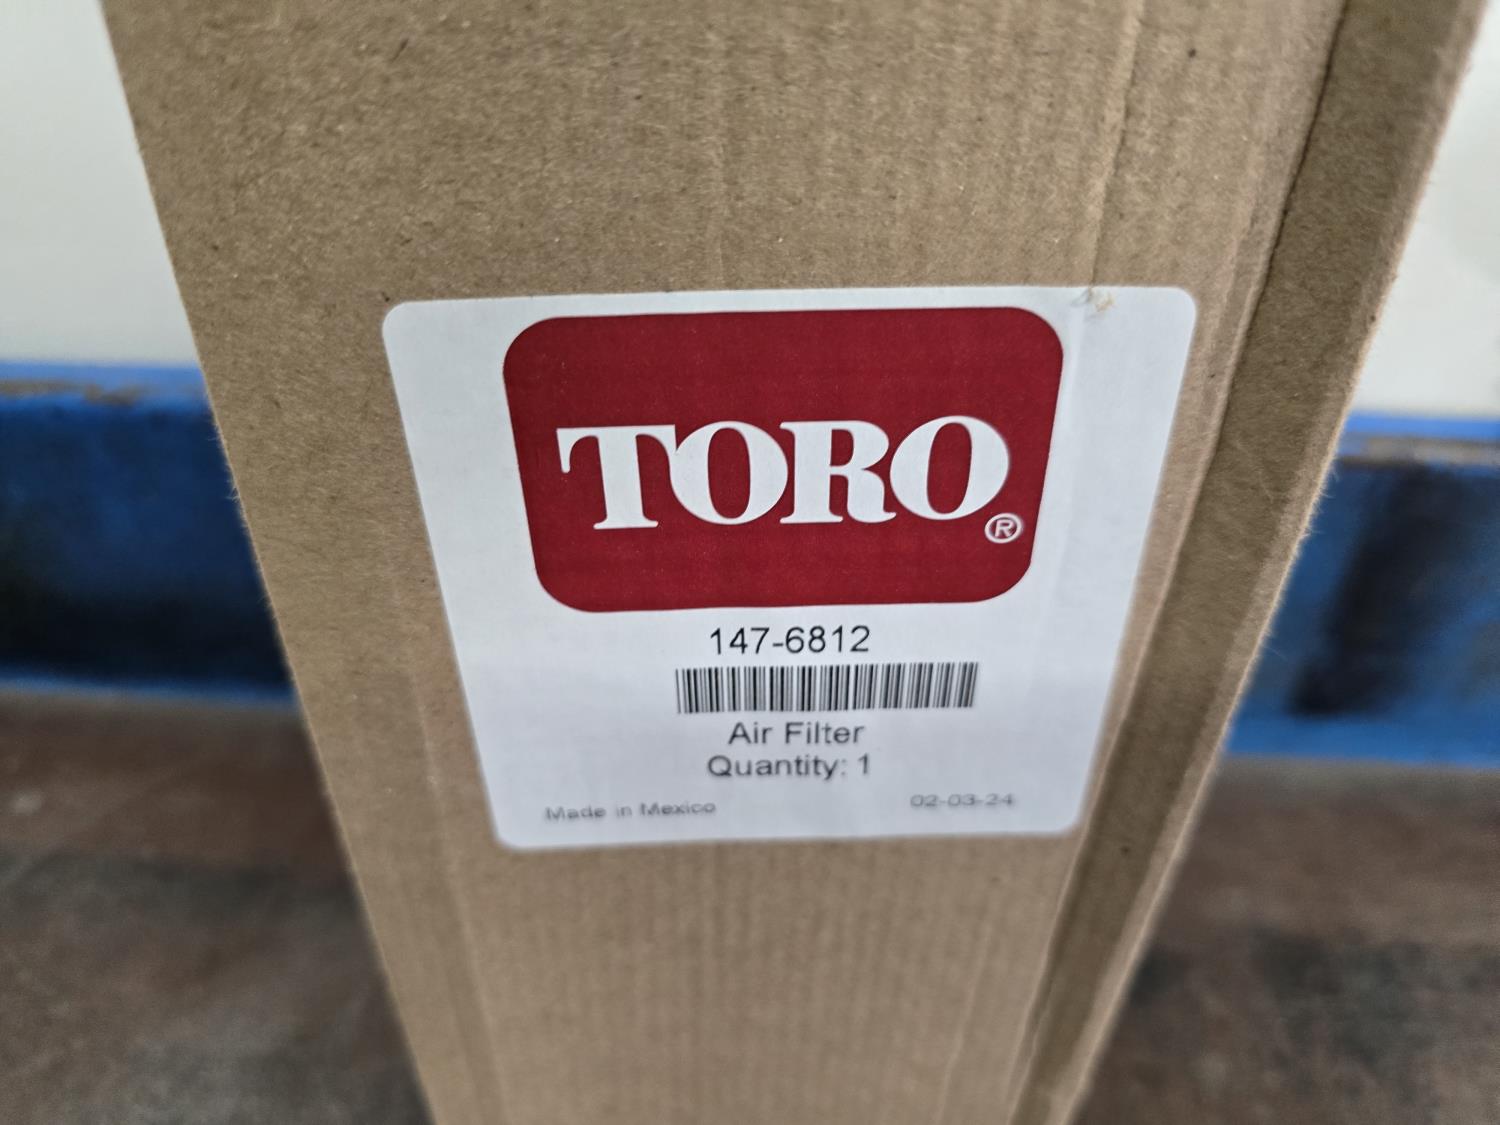 TORO®
147-6812
Air Filter
Quantity: 1
Made in Mexico 02-03-24